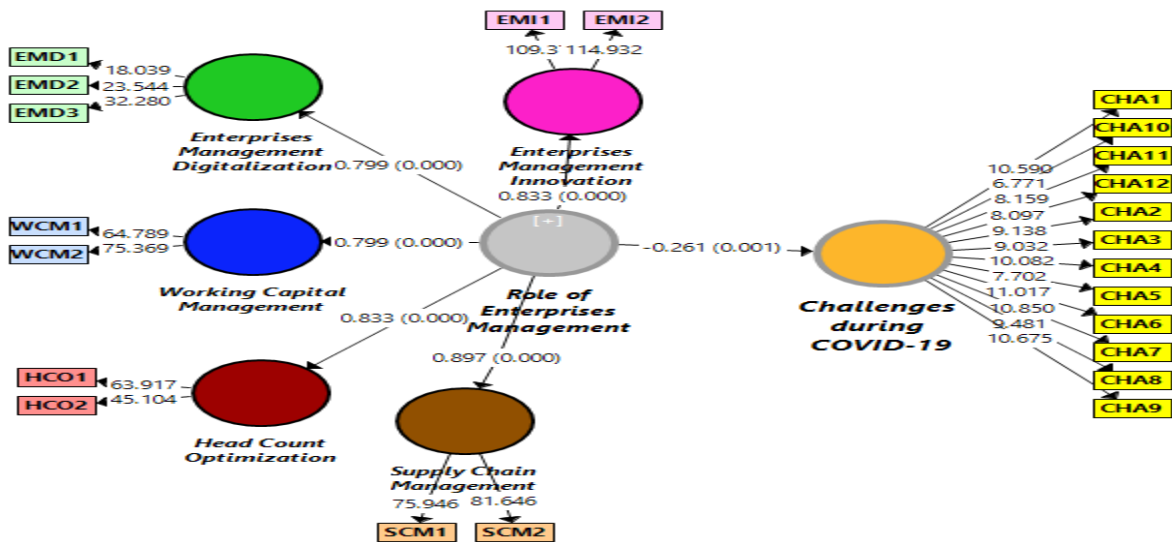 EMI1 EMI2
109.3 114.932
EMD1
EMD2
EMD3
18.039
23.544
32.280
Enterprises
Management
Digitalization
0.799 (0.000)
Enterprises
Management
Innovation
0.833 (0.000)
[+]
WCM1
WCM2
64.789
75.369
0.799 (0.000)
Working Capital
Management
Role of
Enterprises
Management
-0.261 (0.001)
Challenges
during
COVID-19
0.833 (0.000)
0.897 (0.000)
HCO1
HCO2
63.917
45.104
Head Count
Optimization
Supply Chain
Management
75.946 81.646
SCM1 SCM2
10.590
6.771
8.159
8.097
9.138
9.032
10.082
7.702
11.017
10.850
9.481
10.675
CHA1
CHA10
CHA11
CHA12
CHA2
CHA3
CHA4
CHA5
CHA6
CHA7
CHA8
CHA9